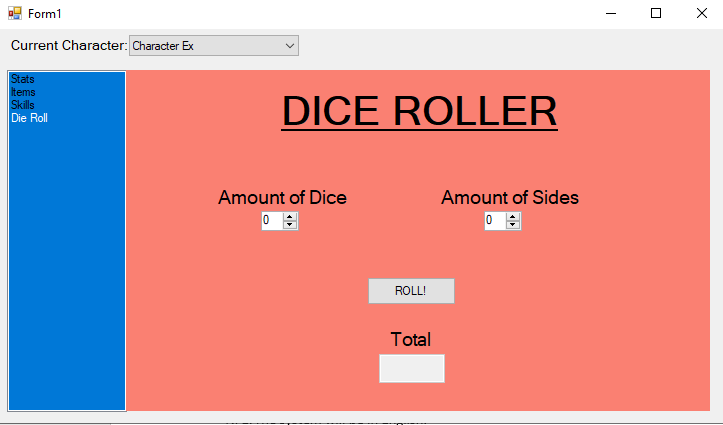 Form1
Current Character: Character Ex
Stats
Items
Skills
Die Roll
DICE ROLLER
Amount of Dice Amount of Sides
0 0
ROLL!
Total